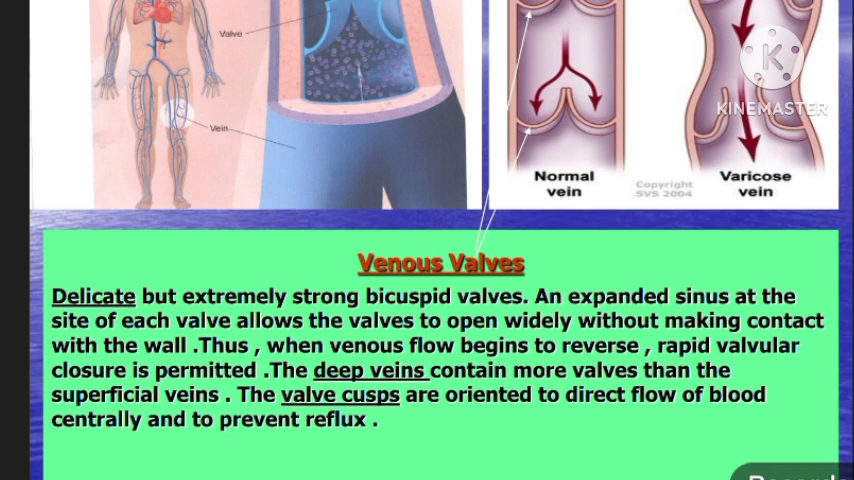 Valve
Vein
KINEMASTER
Normal
vein
Varicose
vein
Copyright
SVS 2004
Venous Valves
Delicate but extremely strong bicuspid valves. An expanded sinus at the
site of each valve allows the valves to open widely without making contact
with the wall .Thus , when venous flow begins to reverse , rapid valvular
closure is permitted .The deep veins contain more valves than the
superficial veins . The valve cusps are oriented to direct flow of blood
centrally and to prevent reflux .